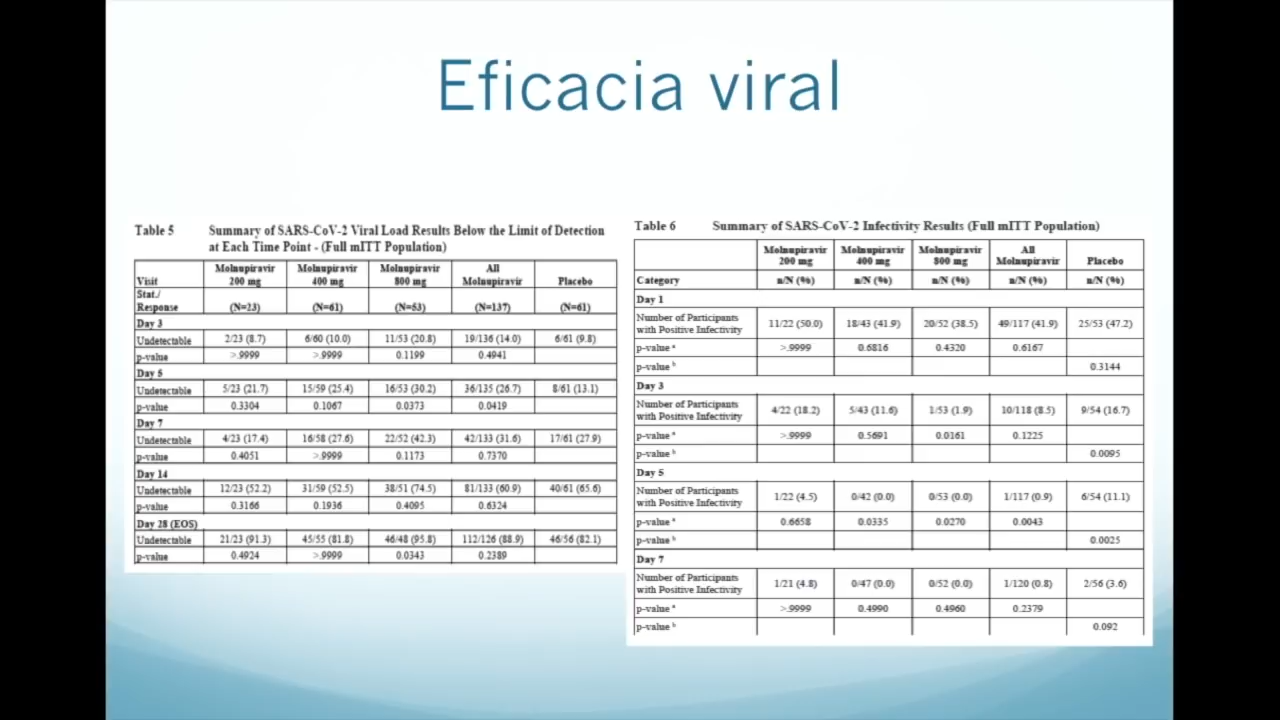 Eficacia viral
Table 5 Summary of SARS-CoV-2 Viral Load Results Below the Limit of Detection
at Each Time Point - (Full mITT Population)
Visit Molnupiravir 200 mg Molnupiravir 400 mg Molnupiravir 800 mg All Molnupiravir Placebo
Stat./ Response (N=23) (N=61) (N=53) (N=137) (N=61)
Day 3
Undetectable 2/23 (8.7) 6/60 (10.0) 11/53 (20.8) 19/136 (14.0) 6/61 (9.8)
p-value >.9999 >.9999 0.1199 0.4941
Day 5
Undetectable 5/23 (21.7) 15/59 (25.4) 16/53 (30.2) 36/135 (26.7) 8/61 (13.1)
p-value 0.3304 0.1067 0.0373 0.0419
Day 7
Undetectable 4/23 (17.4) 16/58 (27.6) 22/52 (42.3) 42/133 (31.6) 17/61 (27.9)
p-value 0.4051 >.9999 0.1173 0.7370
Day 14
Undetectable 12/23 (52.2) 31/59 (52.5) 38/51 (74.5) 81/133 (60.9) 40/61 (65.6)
p-value 0.3166 0.1936 0.4095 0.6324
Day 28 (EOS)
Undetectable 21/23 (91.3) 45/55 (81.8) 46/48 (95.8) 112/126 (88.9) 46/56 (82.1)
p-value 0.4924 >.9999 0.0343 0.2389
Table 6 Summary of SARS-CoV-2 Infectivity Results (Full mITT Population)
Molnupiravir 200 mg Molnupiravir 400 mg Molnupiravir 800 mg All Molnupiravir Placebo
Category n/N (%) n/N (%) n/N (%) n/N (%) n/N (%)
Day 1
Number of Participants with Positive Infectivity 11/22 (50.0) 18/43 (41.9) 20/52 (38.5) 49/117 (41.9) 25/53 (47.2)
p-value ᵃ >.9999 0.6816 0.4320 0.6167
p-value ᵇ 0.3144
Day 3
Number of Participants with Positive Infectivity 4/22 (18.2) 5/43 (11.6) 1/53 (1.9) 10/118 (8.5) 9/54 (16.7)
p-value ᵃ >.9999 0.5691 0.0161 0.1225
p-value ᵇ 0.0095
Day 5
Number of Participants with Positive Infectivity 1/22 (4.5) 0/42 (0.0) 0/53 (0.0) 1/117 (0.9) 6/54 (11.1)
p-value ᵃ 0.6658 0.0335 0.0270 0.0043
p-value ᵇ 0.0025
Day 7
Number of Participants with Positive Infectivity 1/21 (4.8) 0/47 (0.0) 0/52 (0.0) 1/120 (0.8) 2/56 (3.6)
p-value ᵃ >.9999 0.4990 0.4960 0.2379
p-value ᵇ 0.092